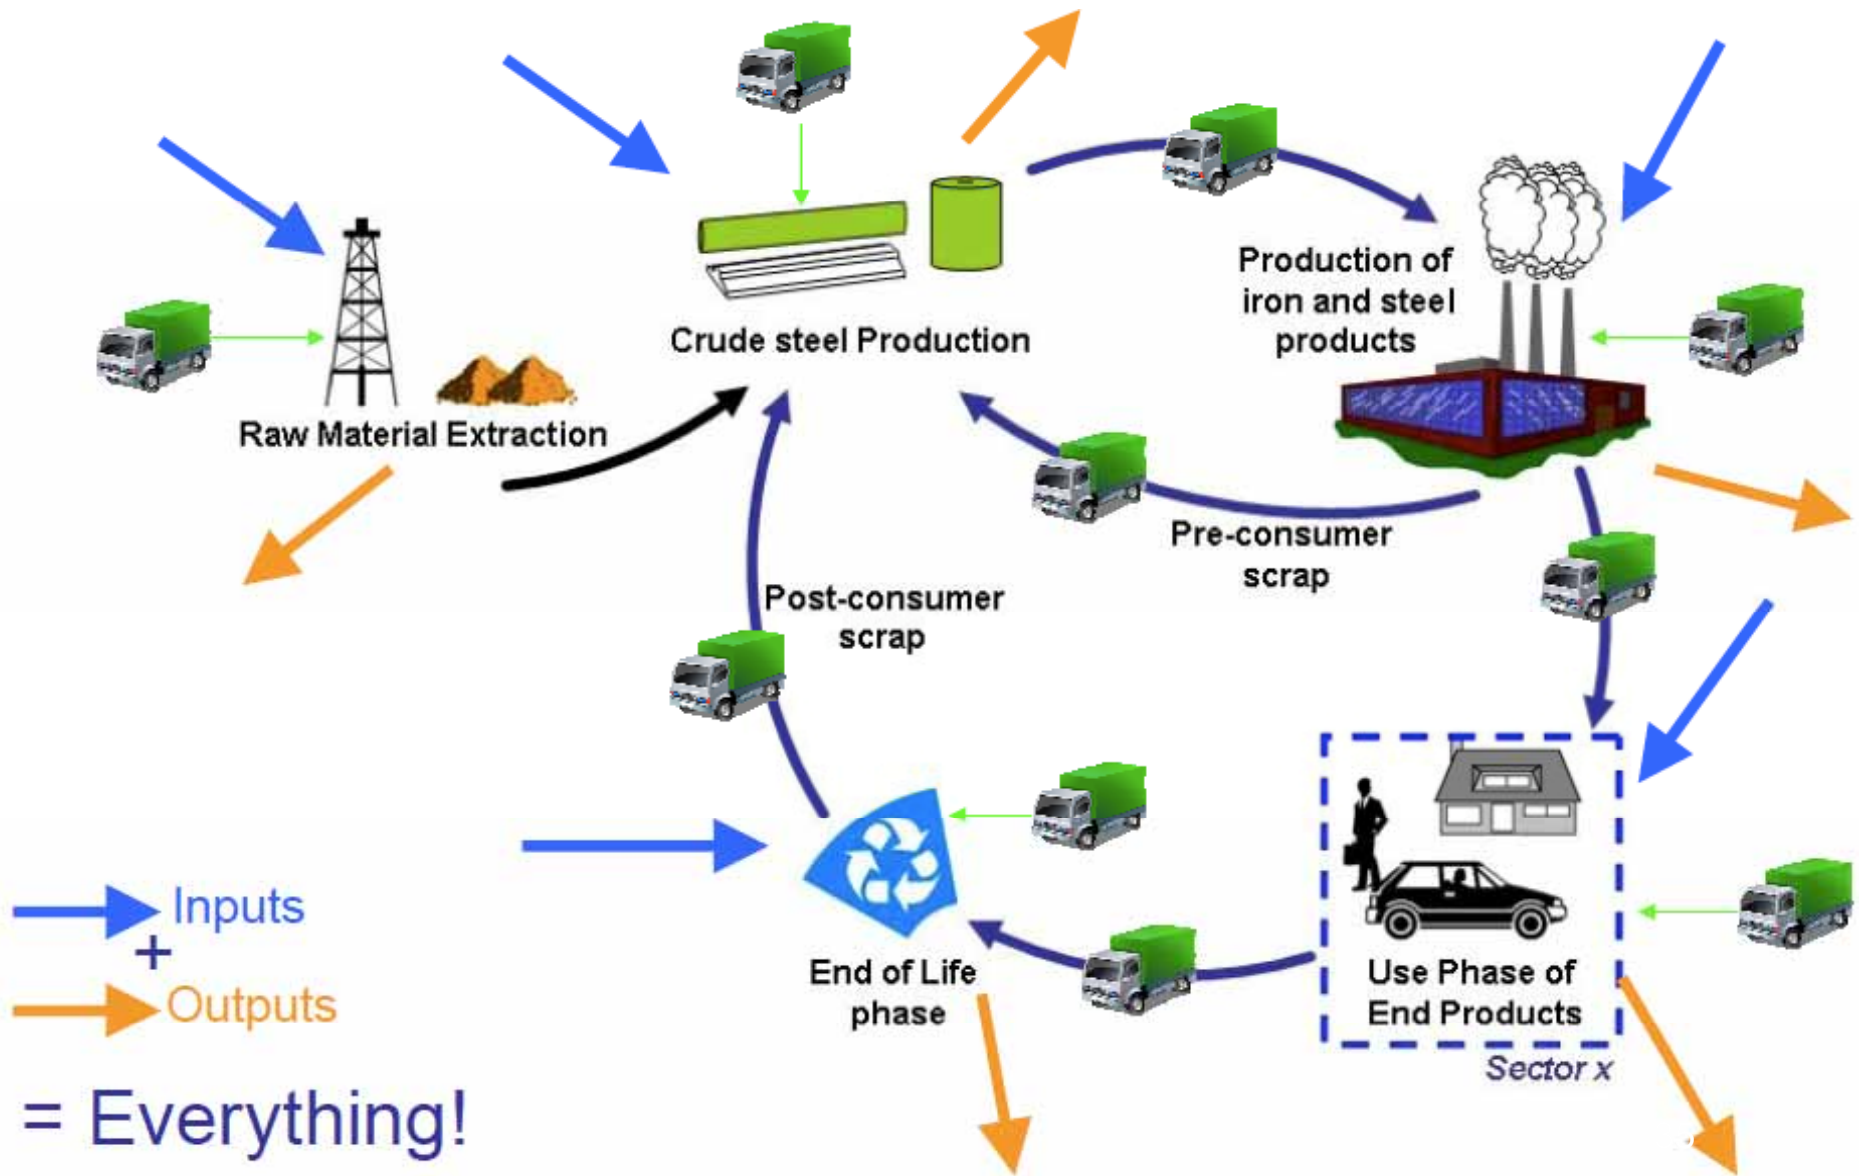 Production of
iron and steel
products
Crude steel Production
Raw Material Extraction
Pre-consumer
scrap
Post-consumer
scrap
Inputs
+
Outputs
= Everything!
End of Life
phase
Use Phase of
End Products
Sector x